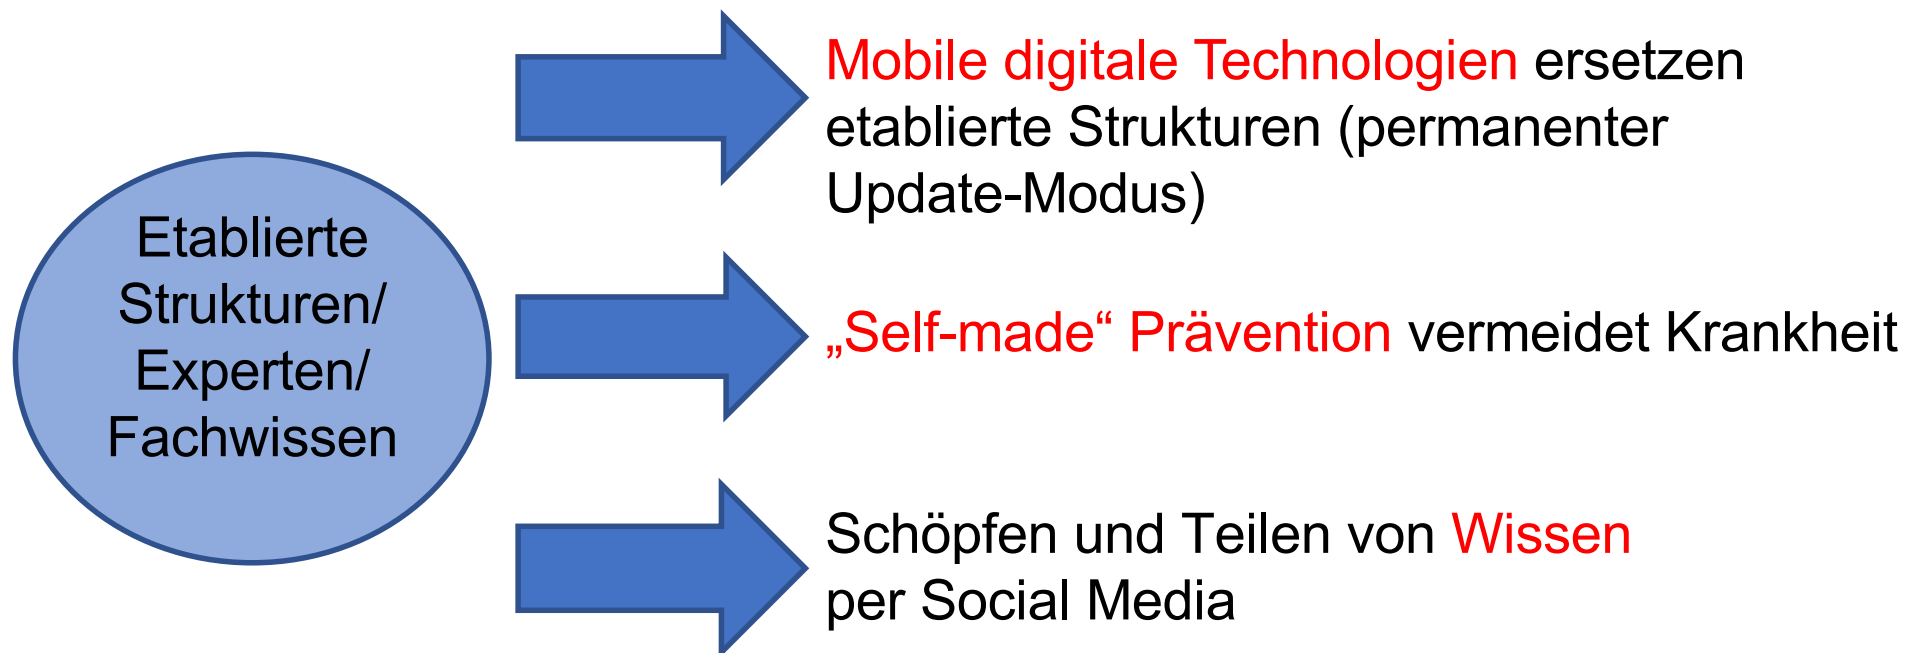 Etablierte
Strukturen/
Experten/
Fachwissen
Mobile digitale Technologien ersetzen
etablierte Strukturen (permanenter
Update-Modus)
„Self-made“ Prävention vermeidet Krankheit
Schöpfen und Teilen von Wissen
per Social Media